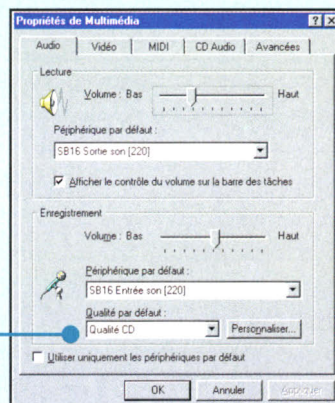 Propriétés de Multimédia
Audio Vidéo MIDI CD Audio Avancées
Lecture
Volume : Bas Haut
Périphérique par défaut :
SB16 Sortie son [220]
Afficher le contrôle du volume sur la barre des tâches
Enregistrement
Volume : Bas Haut
Périphérique par défaut :
SB16 Entrée son [220]
Qualité par défaut :
Qualité CD Personnaliser...
Utiliser uniquement les périphériques par défaut
OK Annuler Appliquer